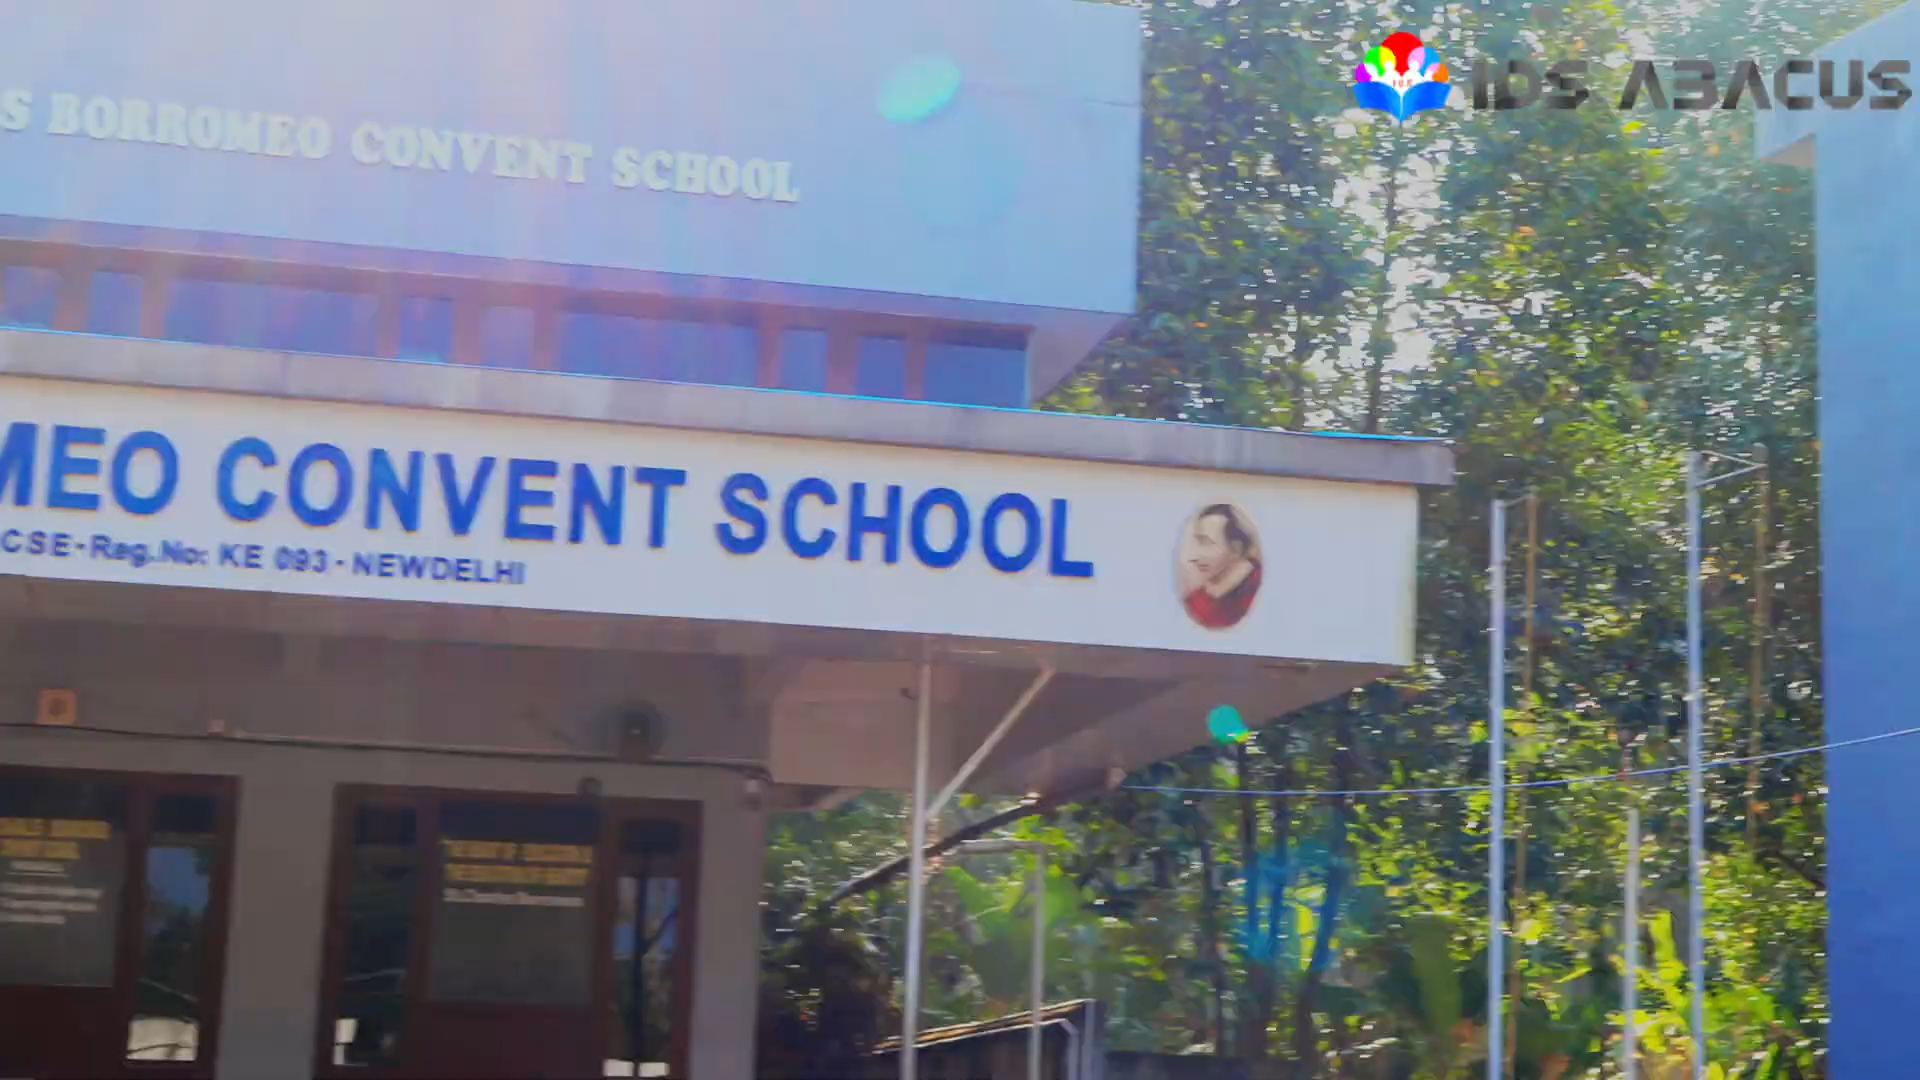 IDS ABACUS
S BORROMEO CONVENT SCHOOL
MEO CONVENT SCHOOL
CSE-Reg.No: KE 093 - NEWDELHI